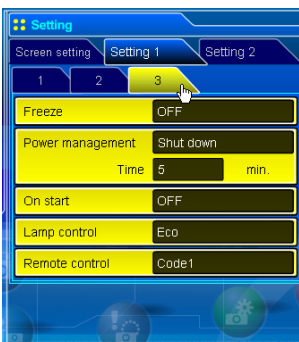 Setting
Screen setting Setting 1 Setting 2
1 2 3
Freeze OFF
Power management Shut down
Time 5 min.
On start OFF
Lamp control Eco
Remote control Code1